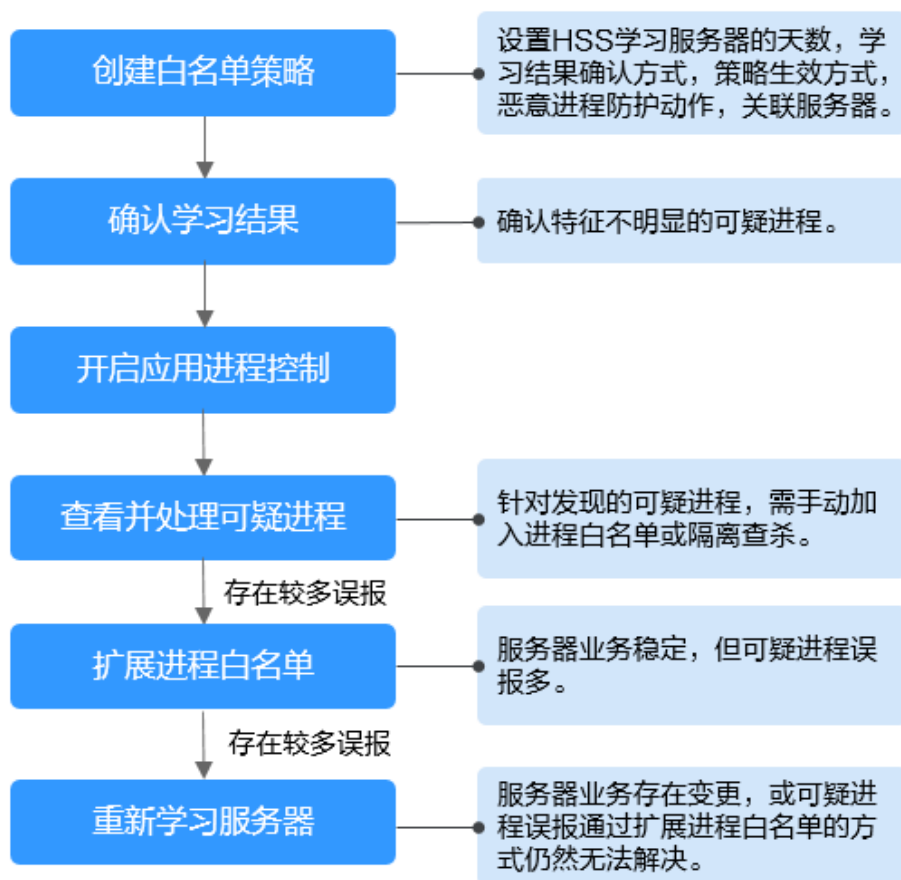 创建白名单策略
设置HSS学习服务器的天数，学
习结果确认方式，策略生效方式，
恶意进程防护动作，关联服务器。
确认学习结果
确认特征不明显的可疑进程。
开启应用进程控制
查看并处理可疑进程
针对发现的可疑进程，需手动加
入进程白名单或隔离查杀。
存在较多误报
扩展进程白名单
服务器业务稳定，但可疑进程误
报多。
存在较多误报
重新学习服务器
服务器业务存在变更，或可疑进
程误报通过扩展进程白名单的方
式仍然无法解决。